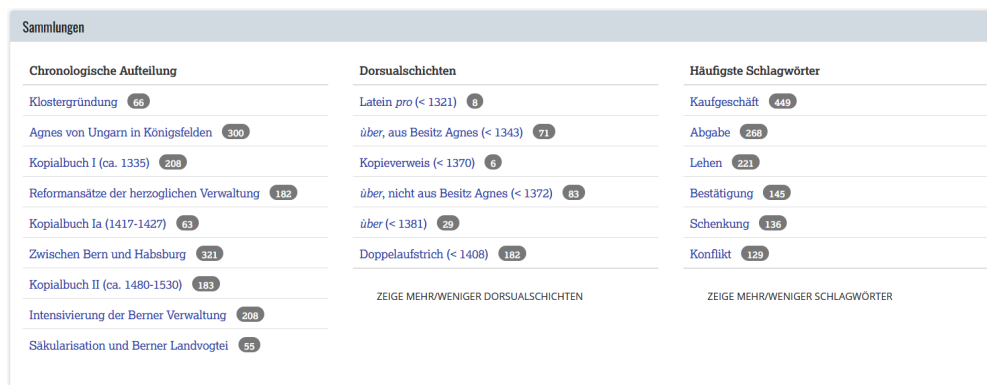 Sammlungen
Chronologische Aufteilung
Klostergründung 66
Agnes von Ungarn in Königsfelden 300
Kopialbuch I (ca. 1335) 208
Reformansätze der herzoglichen Verwaltung 182
Kopialbuch Ia (1417-1427) 63
Zwischen Bern und Habsburg 321
Kopialbuch II (ca. 1480-1530) 183
Intensivierung der Berner Verwaltung 208
Säkularisation und Berner Landvogtei 55
Dorsualschichten
Latein pro (< 1321) 8
ùber, aus Besitz Agnes (< 1343) 71
Kopieverweis (< 1370) 6
ùber, nicht aus Besitz Agnes (< 1372) 83
ùber (< 1381) 29
Doppelaufstrich (< 1408) 182
ZEIGE MEHR/WENIGER DORSUALSCHICHTEN
Häufigste Schlagwörter
Kaufgeschäft 449
Abgabe 268
Lehen 221
Bestätigung 145
Schenkung 136
Konflikt 129
ZEIGE MEHR/WENIGER SCHLAGWÖRTER